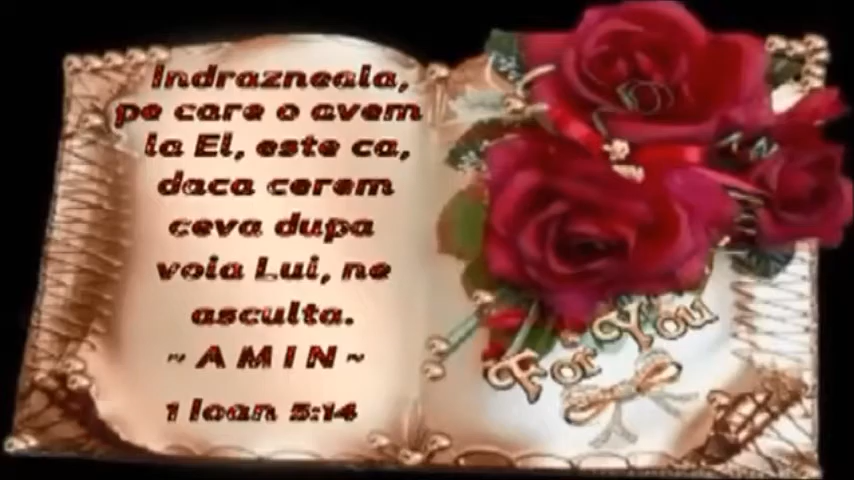 Indrazneala,
pe care o avem
la El, este ca,
daca cerem
ceva dupa
voia Lui, ne
asculta.
~ A M I N ~
1 Ioan 5:14
For You